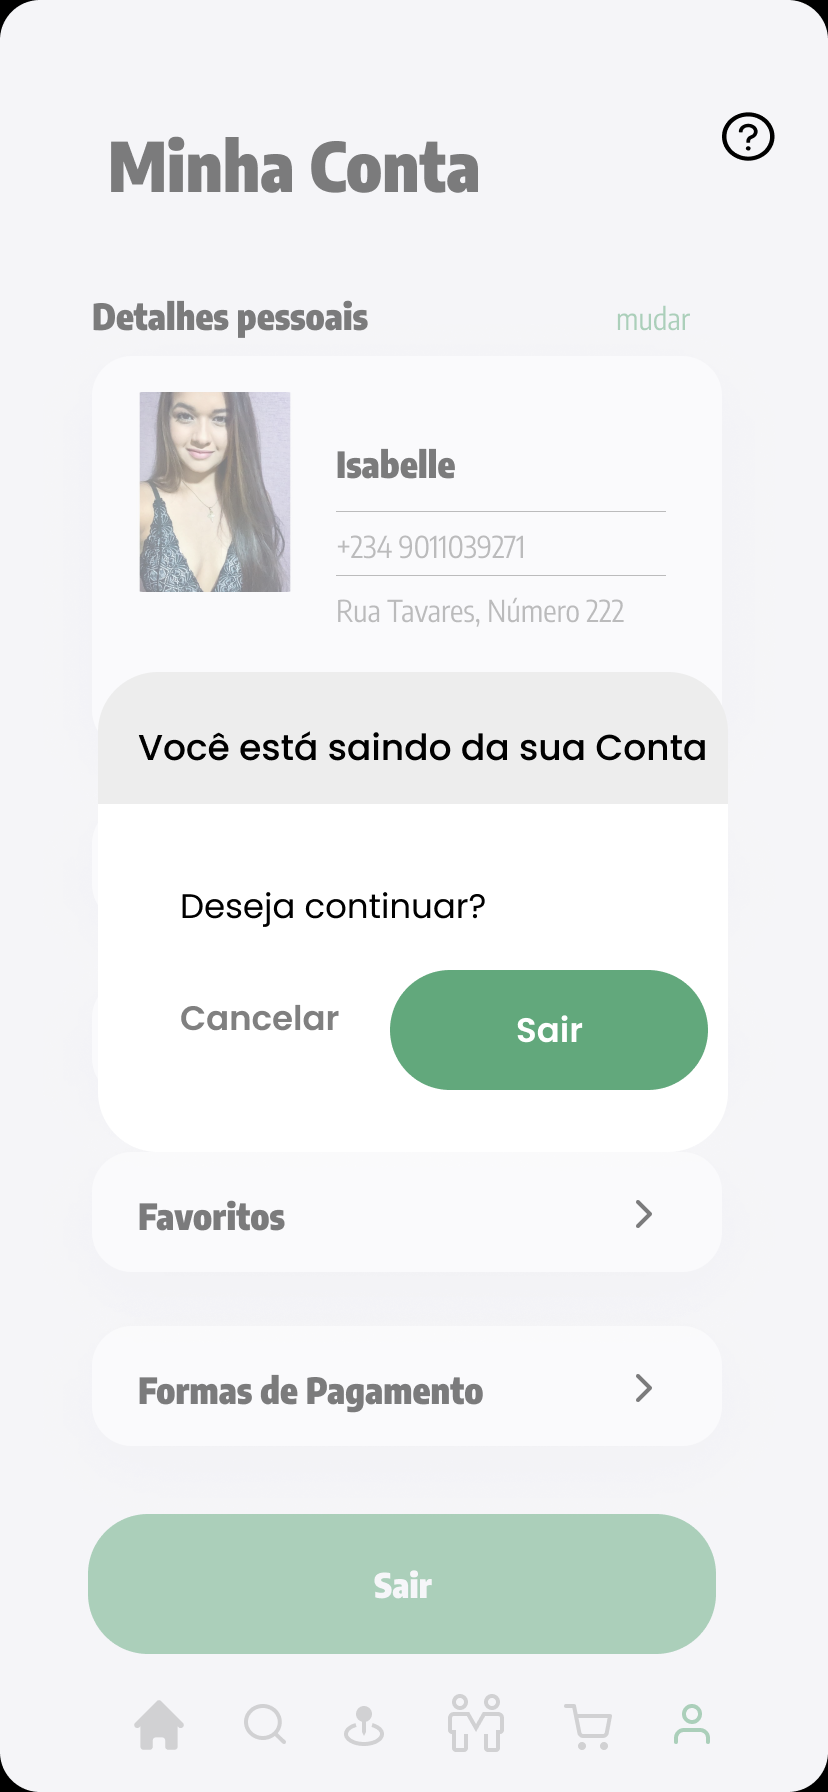 Minha Conta
?
Detalhes pessoais
mudar
Isabelle
+234 9011039271
Rua Tavares, Número 222
Você está saindo da sua Conta
Deseja continuar?
Cancelar
Sair
Favoritos
Formas de Pagamento
Sair